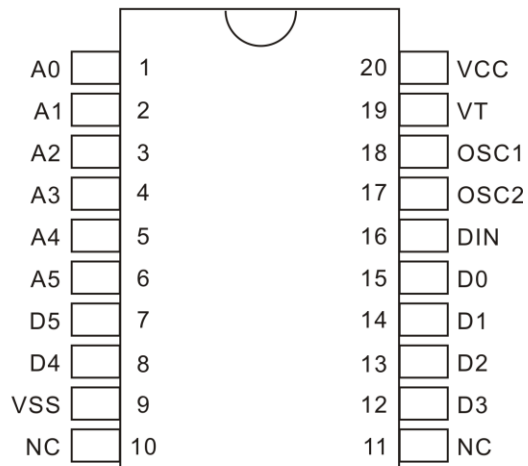 A0 1 20 VCC
A1 2 19 VT
A2 3 18 OSC1
A3 4 17 OSC2
A4 5 16 DIN
A5 6 15 D0
D5 7 14 D1
D4 8 13 D2
VSS 9 12 D3
NC 10 11 NC